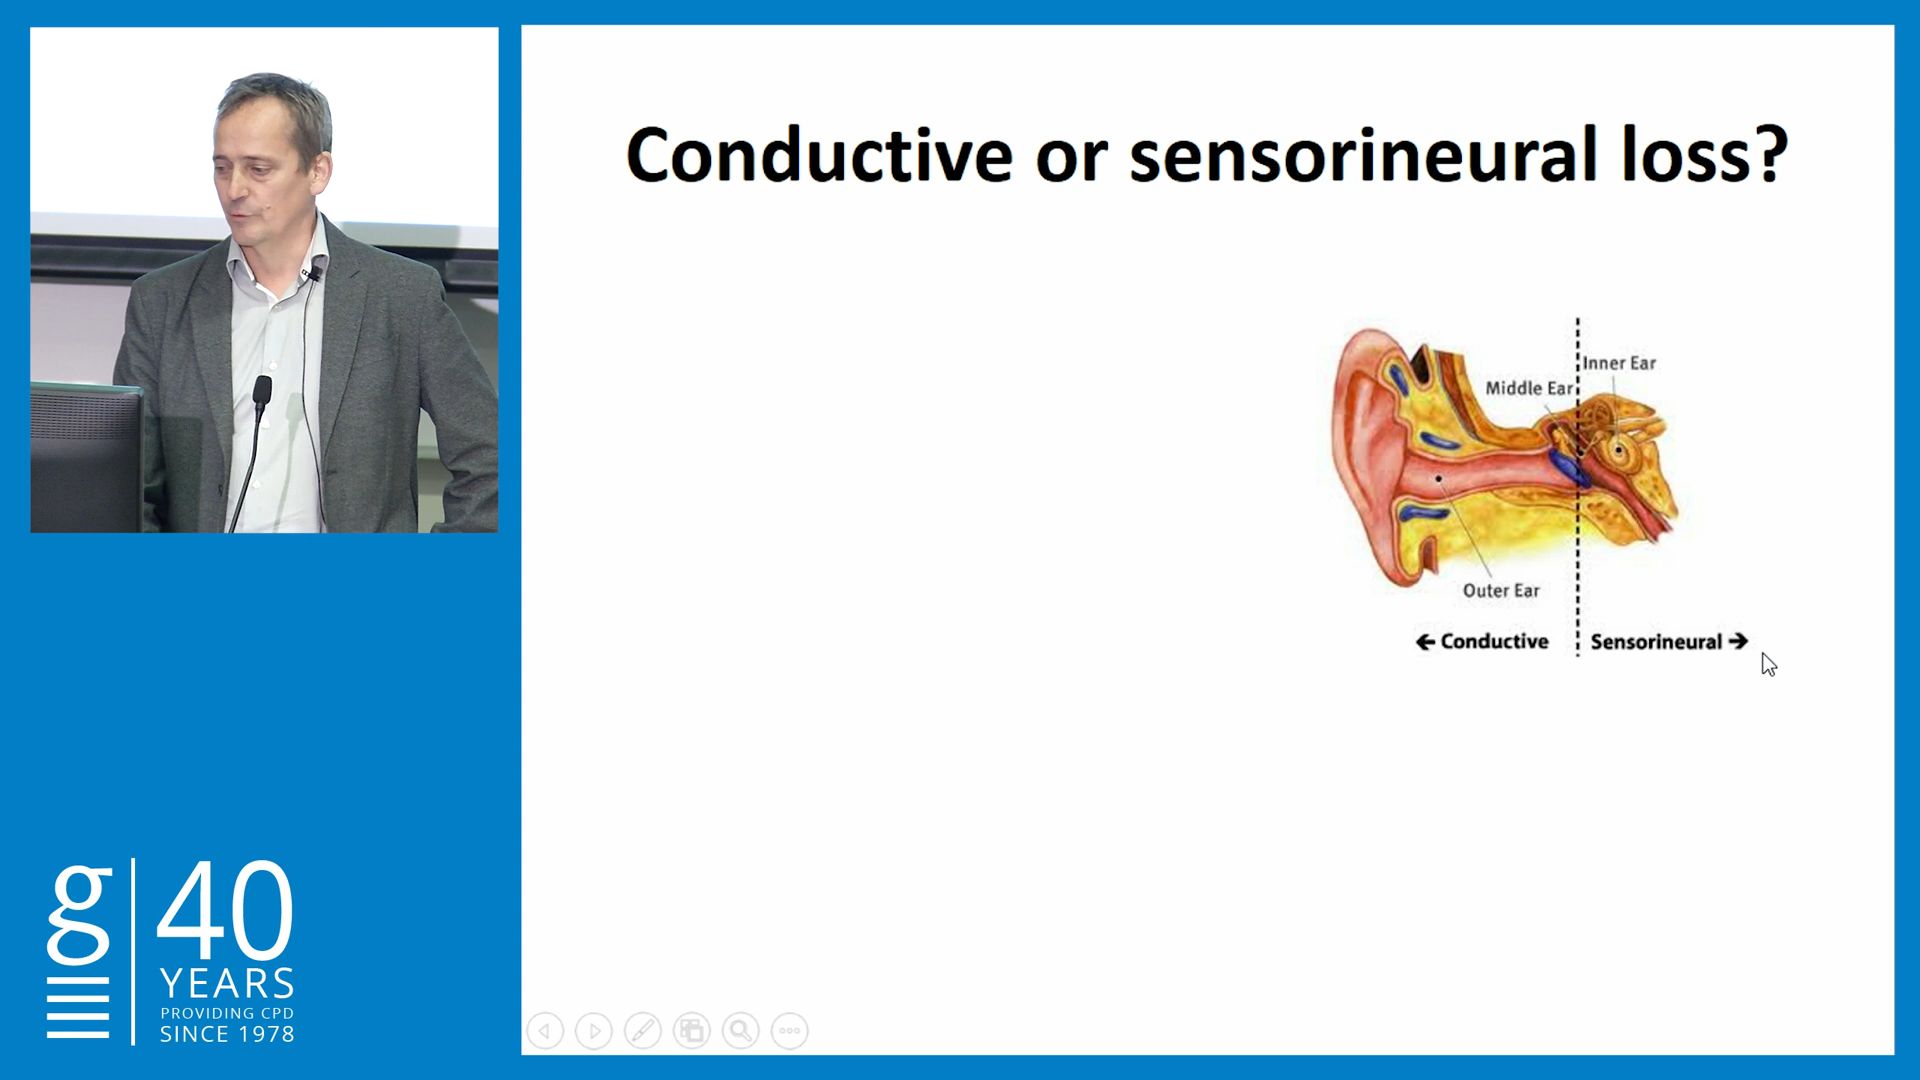 Conductive or sensorineural loss?
Inner Ear
Middle Ear
Outer Ear
← Conductive
Sensorineural →
g
40
YEARS
PROVIDING CPD
SINCE 1978